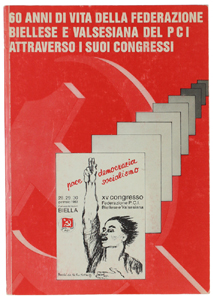 60 ANNI DI VITA DELLA FEDERAZIONE
BIELLESE E VALSESIANA DEL PCI
ATTRAVERSO I SUOI CONGRESSI
pace democrazia
socialismo
BIELLA
XV congresso
Federazione P.C.I.
Biellese e Valsesiana